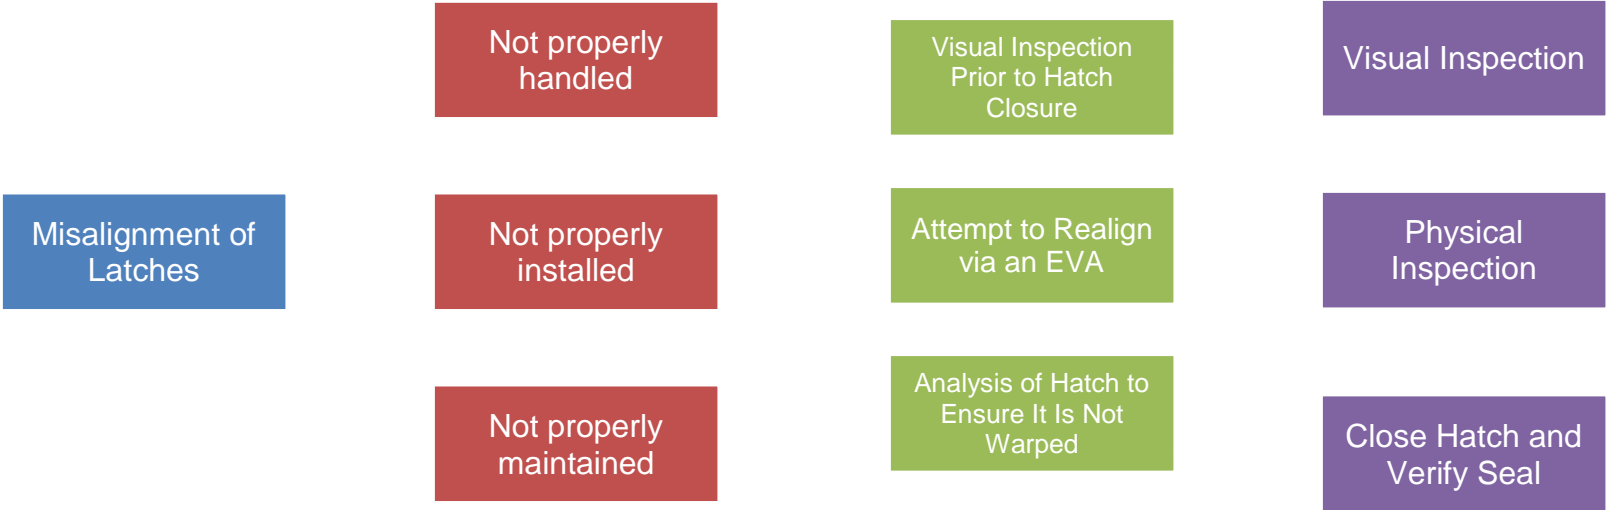 Misalignment of
Latches
Not properly
handled
Not properly
installed
Not properly
maintained
Visual Inspection
Prior to Hatch
Closure
Attempt to Realign
via an EVA
Analysis of Hatch to
Ensure It Is Not
Warped
Visual Inspection
Physical
Inspection
Close Hatch and
Verify Seal